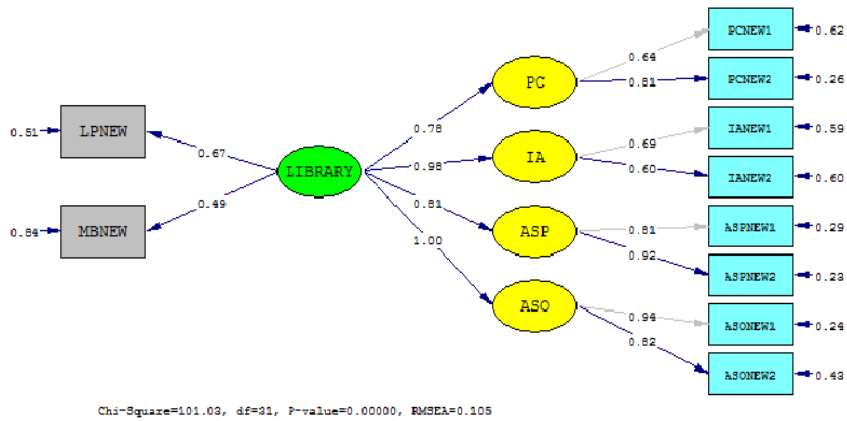 PCNEW1
0.62
0.64
PG
PCNEW2
0.26
0.81
0.51
LPNEW
0.78
IANEW1
0.59
0.69
0.67
IA
0.98
0.60
LIBRARY
IANEW2
0.60
0.49
0.81
ASPNEW1
0.29
0.81
0.84
MBNEW
ASP
1.00
0.92
ASPNEW2
0.23
ASQ
0.94
ASONEW1
0.24
0.82
ASONEW2
0.43
Chi-Square=101.03, df=31, P-value=0.00000, RMSEA=0.105